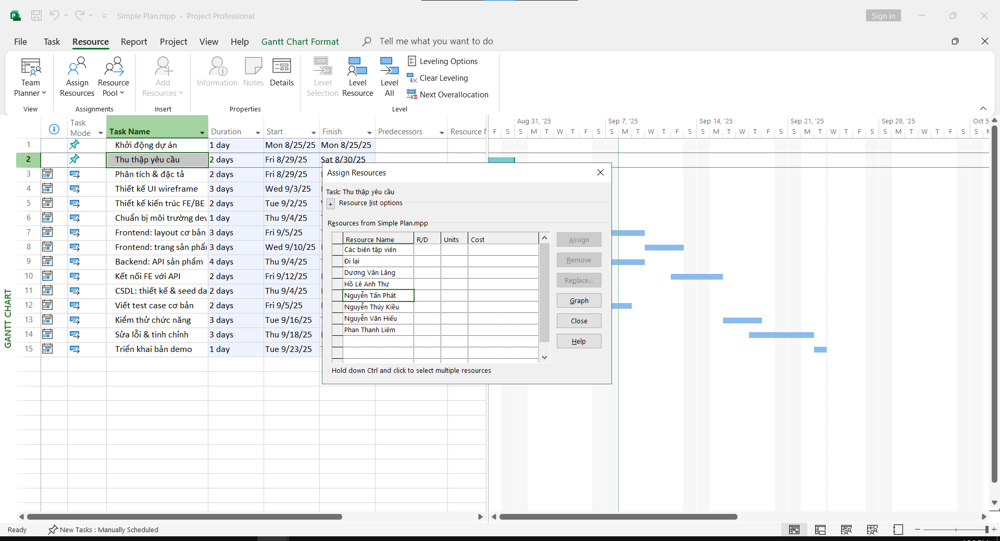 Simple Plan.mpp - Project Professional
Sign in
File Task Resource Report Project View Help Gantt Chart Format Tell me what you want to do
Team Planner
Assign Resources
Resource Pool
Add Resources
Information
Notes
Details
Level Selection
Level Resource
Level All
Leveling Options
Clear Leveling
Next Overallocation
View Assignments Insert Properties Level
Task Mode Task Name Duration Start Finish Predecessors Resource N
Aug 31, '25 Sep 7, '25 Sep 14, '25 Sep 21, '25 Sep 28, '25 Oct 5
F S S M T W T F S S M T W T F S S M T W T F S S M T W T F S S M T W T F S S M
1 Khởi động dự án 1 day Mon 8/25/25 Mon 8/25/25
2 Thu thập yêu cầu 2 days Fri 8/29/25 Sat 8/30/25
3 Phân tích & đặc tả 2 days Fri 8/29/25
4 Thiết kế UI wireframe 3 days Wed 9/3/25
5 Thiết kế kiến trúc FE/BE 2 days Tue 9/2/25
6 Chuẩn bị môi trường dev 1 day Thu 9/4/25
7 Frontend: layout cơ bản 3 days Fri 9/5/25
8 Frontend: trang sản phẩ 3 days Wed 9/10/25
9 Backend: API sản phẩm 4 days Thu 9/4/25
10 Kết nối FE với API 2 days Fri 9/12/25
11 CSDL: thiết kế & seed da 2 days Thu 9/4/25
12 Viết test case cơ bản 2 days Fri 9/5/25
13 Kiểm thử chức năng 3 days Tue 9/16/25
14 Sửa lỗi & tinh chỉnh 3 days Thu 9/18/25
15 Triển khai bản demo 1 day Tue 9/23/25
GANTT CHART
Assign Resources
Task: Thu thập yêu cầu
+ Resource list options
Resources from Simple Plan.mpp
Resource Name R/D Units Cost
Các biên tập viên
Đi lại
Dương Văn Lăng
Hồ Lê Anh Thư
Nguyễn Tấn Phát
Nguyễn Thúy Kiều
Nguyễn Văn Hiếu
Phan Thanh Liêm
Assign
Remove
Replace...
Graph
Close
Help
Hold down Ctrl and click to select multiple resources
Ready New Tasks : Manually Scheduled